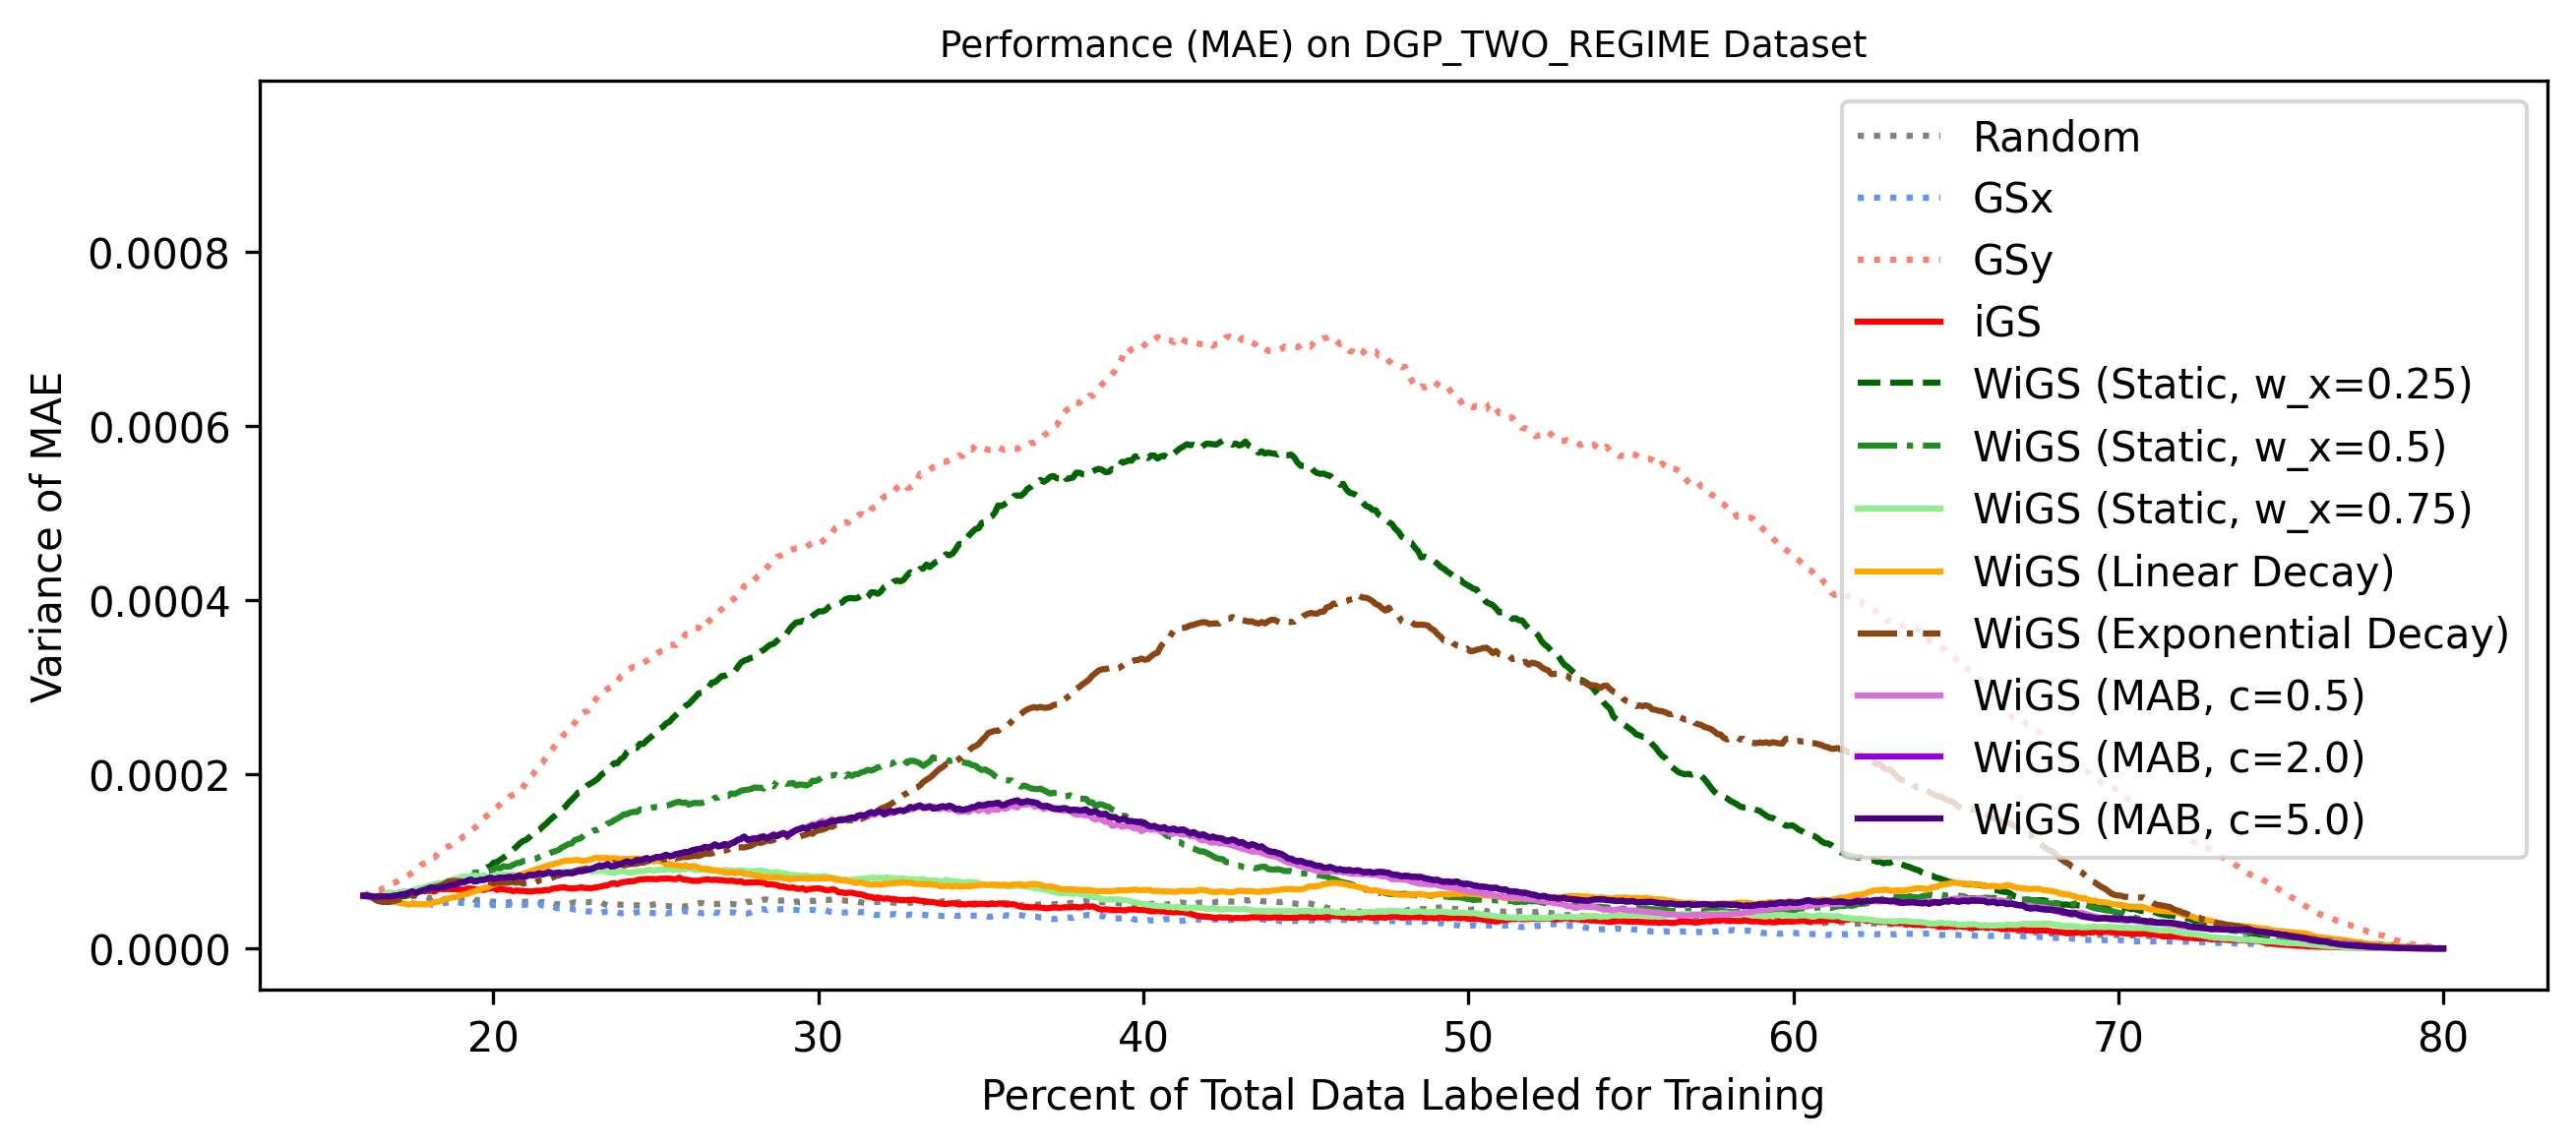 Performance (MAE) on DGP_TWO_REGIME Dataset
Variance of MAE
0.0008
0.0006
0.0004
0.0002
0.0000
Random
GSx
GSy
iGS
WiGS (Static, w_x=0.25)
WiGS (Static, w_x=0.5)
WiGS (Static, w_x=0.75)
WiGS (Linear Decay)
WiGS (Exponential Decay)
WiGS (MAB, c=0.5)
WiGS (MAB, c=2.0)
WiGS (MAB, c=5.0)
20 30 40 50 60 70 80
Percent of Total Data Labeled for Training